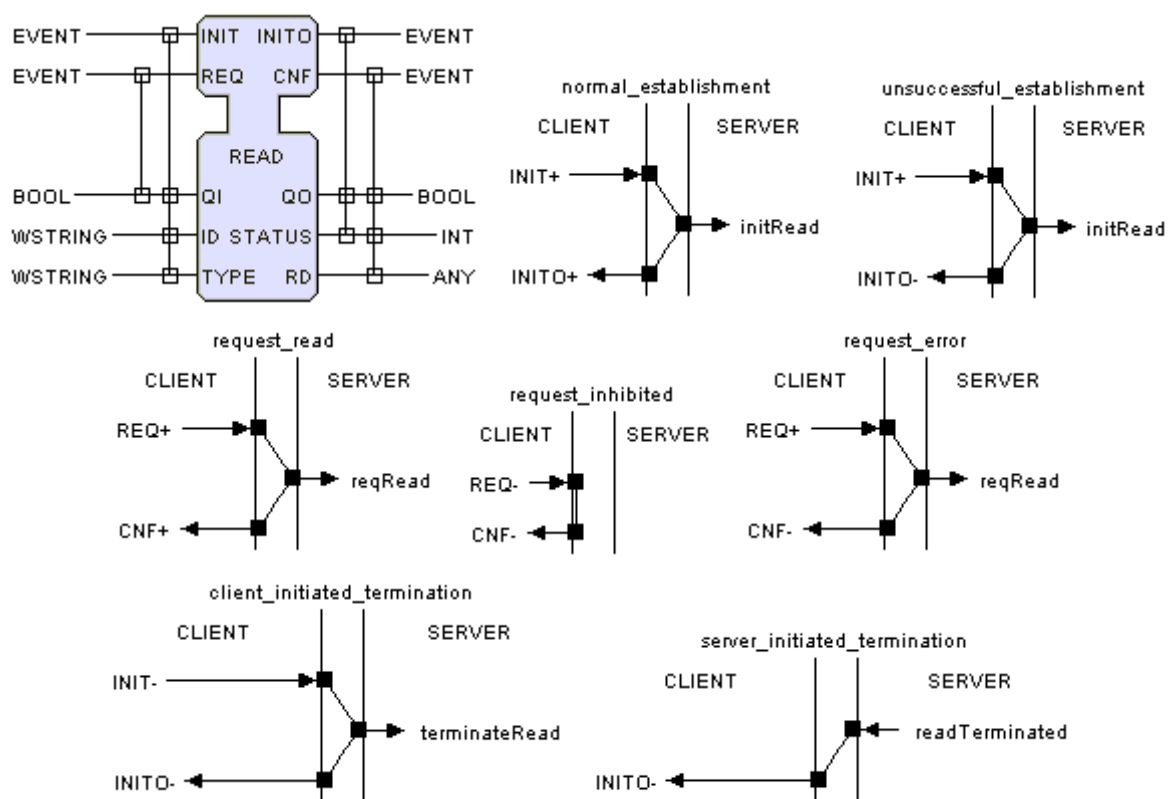 EVENT INIT INITO EVENT
EVENT REQ CNF EVENT
READ
BOOL QI QO BOOL
WSTRING ID STATUS INT
WSTRING TYPE RD ANY
normal_establishment
CLIENT SERVER
INIT+
initRead
INITO+
unsuccessful_establishment
CLIENT SERVER
INIT+
initRead
INITO-
request_read
CLIENT SERVER
REQ+
reqRead
CNF+
request_inhibited
CLIENT SERVER
REQ-
CNF-
request_error
CLIENT SERVER
REQ+
reqRead
CNF-
client_initiated_termination
CLIENT SERVER
INIT-
terminateRead
INITO-
server_initiated_termination
CLIENT SERVER
readTerminated
INITO-